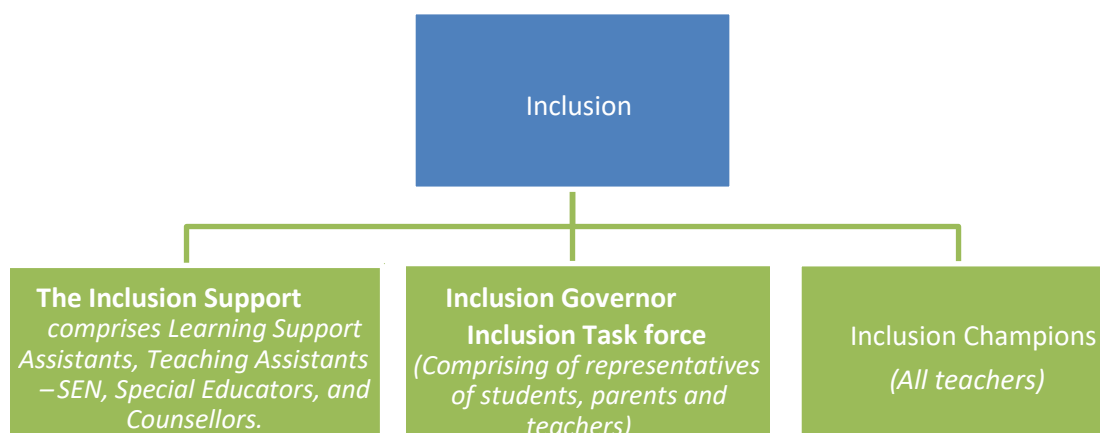 Inclusion
The Inclusion Support
comprises Learning Support
Assistants, Teaching Assistants
–SEN, Special Educators, and
Counsellors.
Inclusion Governor
Inclusion Task force
(Comprising of representatives
of students, parents and
teachers)
Inclusion Champions
(All teachers)